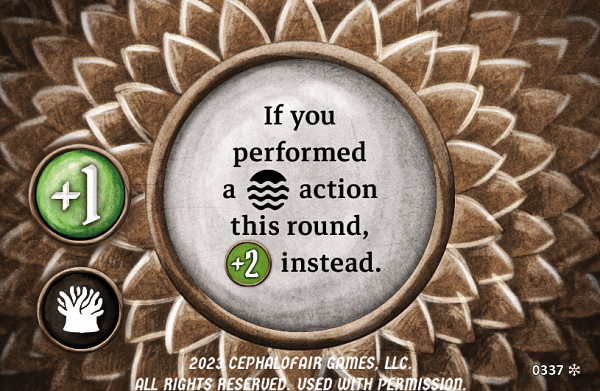 If you
performed
a action
this round,
+2 instead.
+1
2023 CEPHALOFAIR GAMES, LLC.
ALL RIGHTS RESERVED. USED WITH PERMISSION.
0337